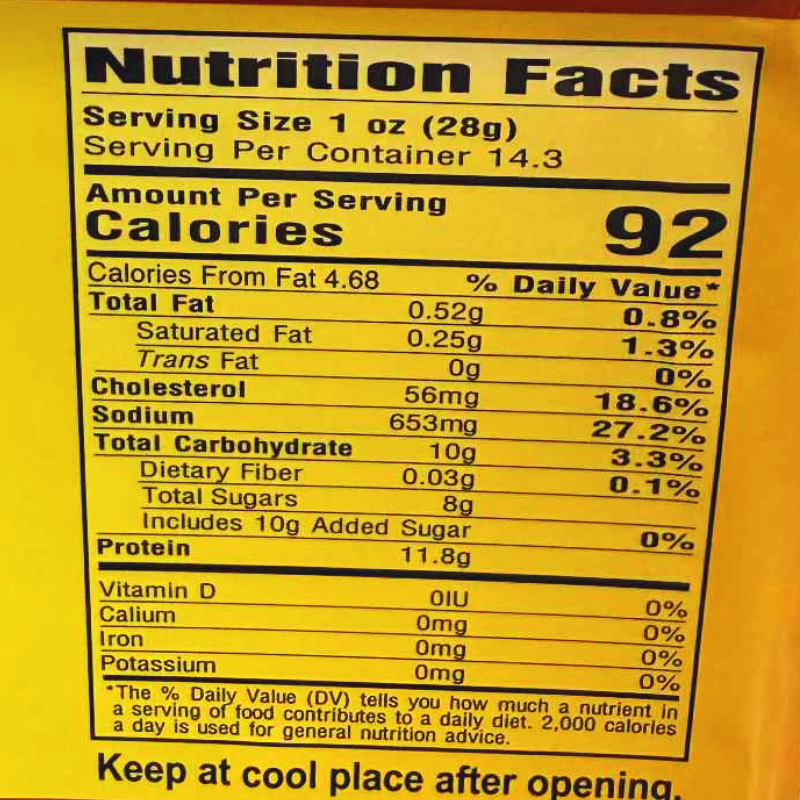 Nutrition Facts
Serving Size 1 oz (28g)
Serving Per Container 14.3
Amount Per Serving
Calories 92
Calories From Fat 4.68 % Daily Value*
Total Fat 0.52g 0.8%
Saturated Fat 0.25g 1.3%
Trans Fat 0g 0%
Cholesterol 56mg 18.6%
Sodium 653mg 27.2%
Total Carbohydrate 10g 3.3%
Dietary Fiber 0.03g 0.1%
Total Sugars 8g
Includes 10g Added Sugar 0%
Protein 11.8g
Vitamin D 0IU 0%
Calium 0mg 0%
Iron 0mg 0%
Potassium 0mg 0%
*The % Daily Value (DV) tells you how much a nutrient in
a serving of food contributes to a daily diet. 2,000 calories
a day is used for general nutrition advice.
Keep at cool place after opening.